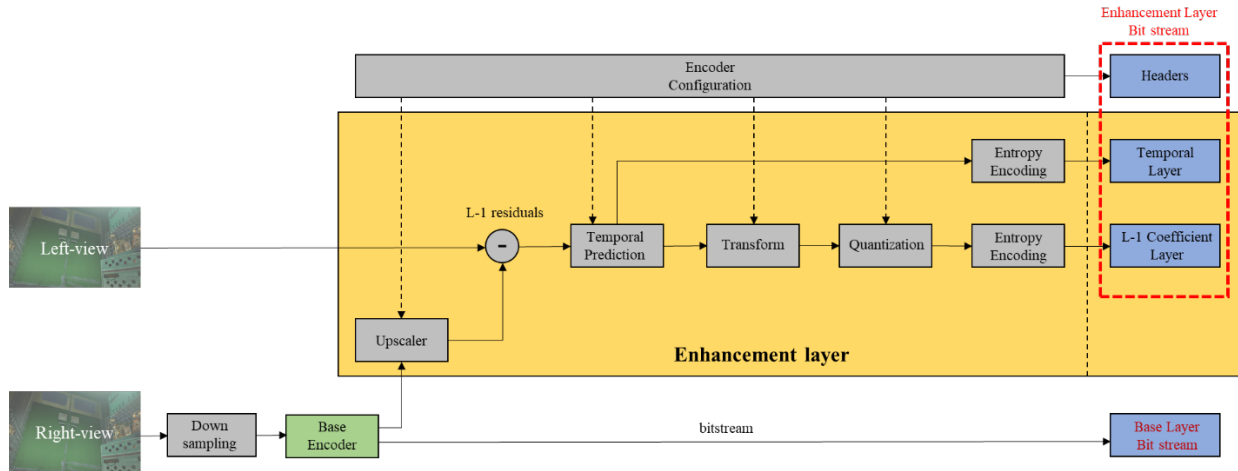 Enhancement Layer
Bit stream
Encoder
Configuration
Headers
Entropy
Encoding
Temporal
Layer
L-1 residuals
Left-view
-
Temporal
Prediction
Transform
Quantization
Entropy
Encoding
L-1 Coefficient
Layer
Upscaler
Enhancement layer
Right-view
Down
sampling
Base
Encoder
bitstream
Base Layer
Bit stream